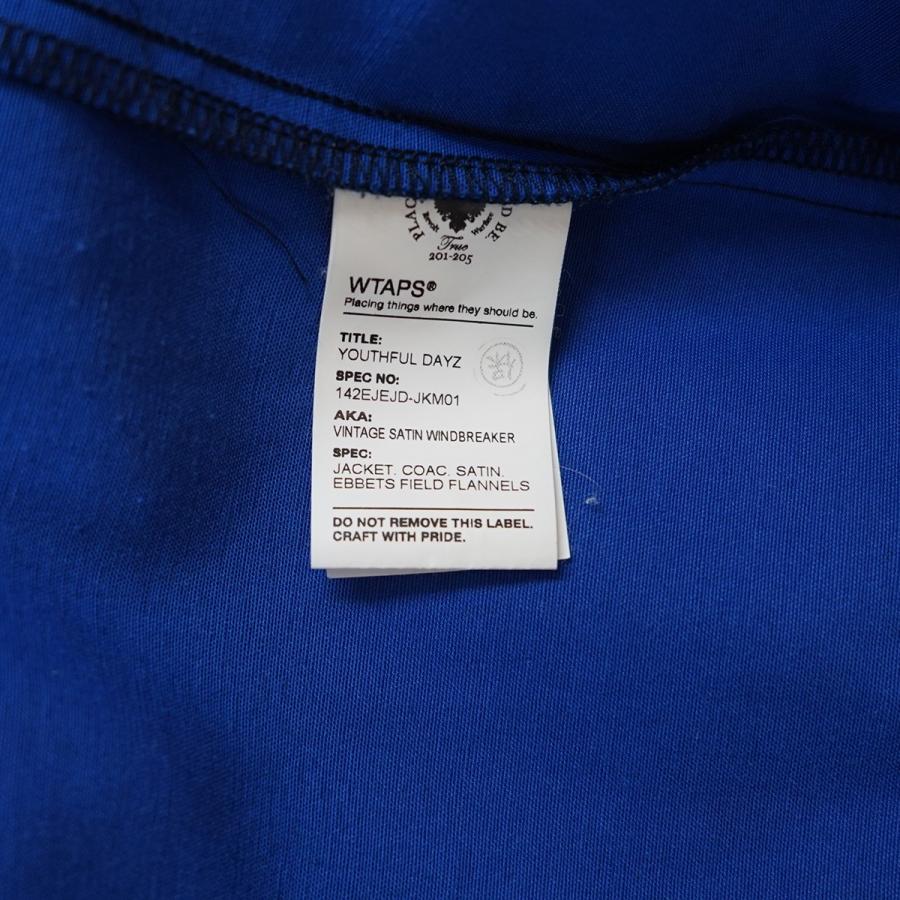 PLAC
D BE.
Revolt
Warfare
True
201-205
WTAPS®
Placing things where they should be.
TITLE:
YOUTHFUL DAYZ
SPEC NO:
142EJEJD-JKM01
AKA:
VINTAGE SATIN WINDBREAKER
SPEC:
JACKET. COAC. SATIN.
EBBETS FIELD FLANNELS
DO NOT REMOVE THIS LABEL.
CRAFT WITH PRIDE.